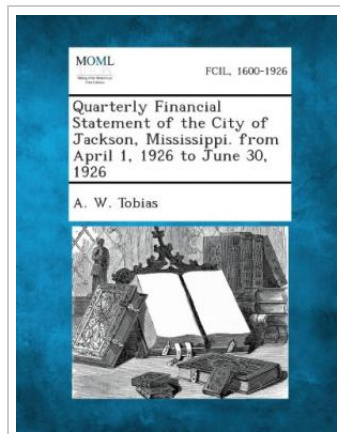 MOML
FCIL, 1600-1926
Quarterly Financial
Statement of the City of
Jackson, Mississippi. from
April 1, 1926 to June 30,
1926
A. W. Tobias